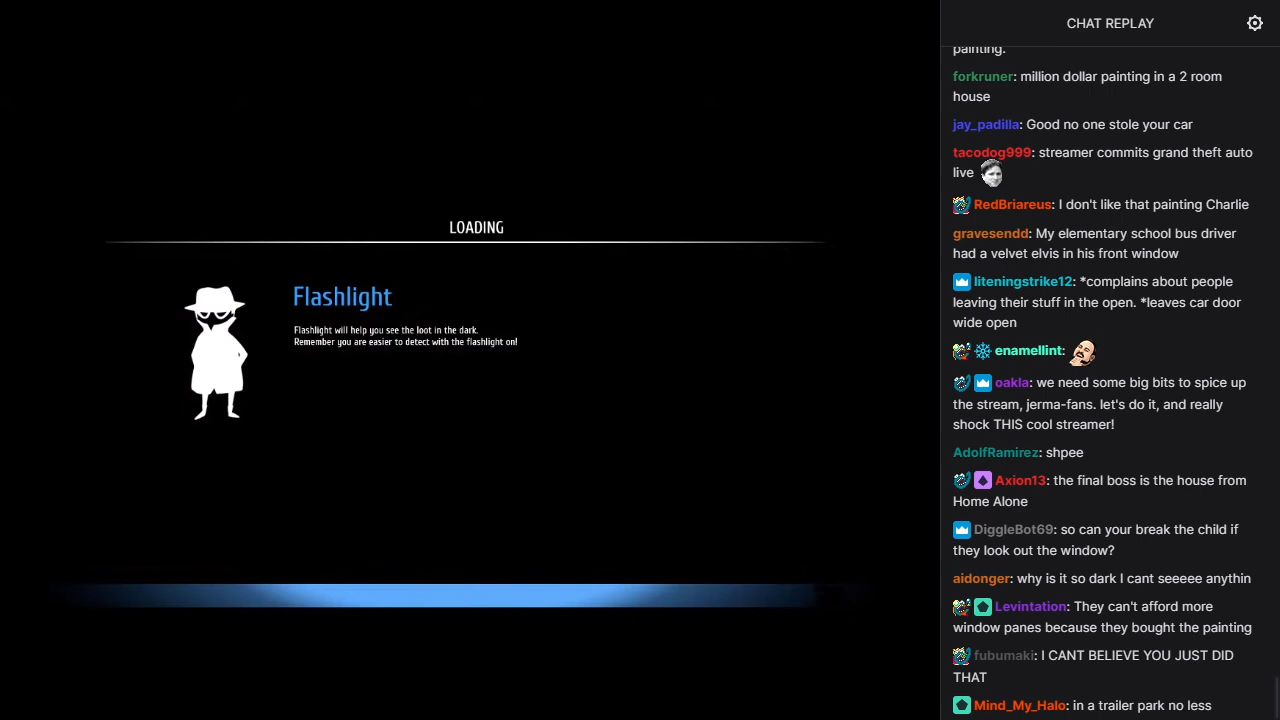 CHAT REPLAY
painting.
forkruner: million dollar painting in a 2 room
house
jay_padilla: Good no one stole your car
tacodog999: streamer commits grand theft auto
live
RedBriareus: I don't like that painting Charlie
gravesendd: My elementary school bus driver
had a velvet elvis in his front window
liteningstrike12: *complains about people
leaving their stuff in the open. *leaves car door
wide open
enamellint:
oakla: we need some big bits to spice up
the stream, jerma-fans. let's do it, and really
shock THIS cool streamer!
AdolfRamirez: shpee
Axion13: the final boss is the house from
Home Alone
DiggleBot69: so can your break the child if
they look out the window?
aidonger: why is it so dark I cant seeeee anythin
Levintation: They can't afford more
window panes because they bought the painting
fubumaki: I CANT BELIEVE YOU JUST DID
THAT
Mind_My_Halo: in a trailer park no less
LOADING
Flashlight
Flashlight will help you see the loot in the dark.
Remember you are easier to detect with the flashlight on!